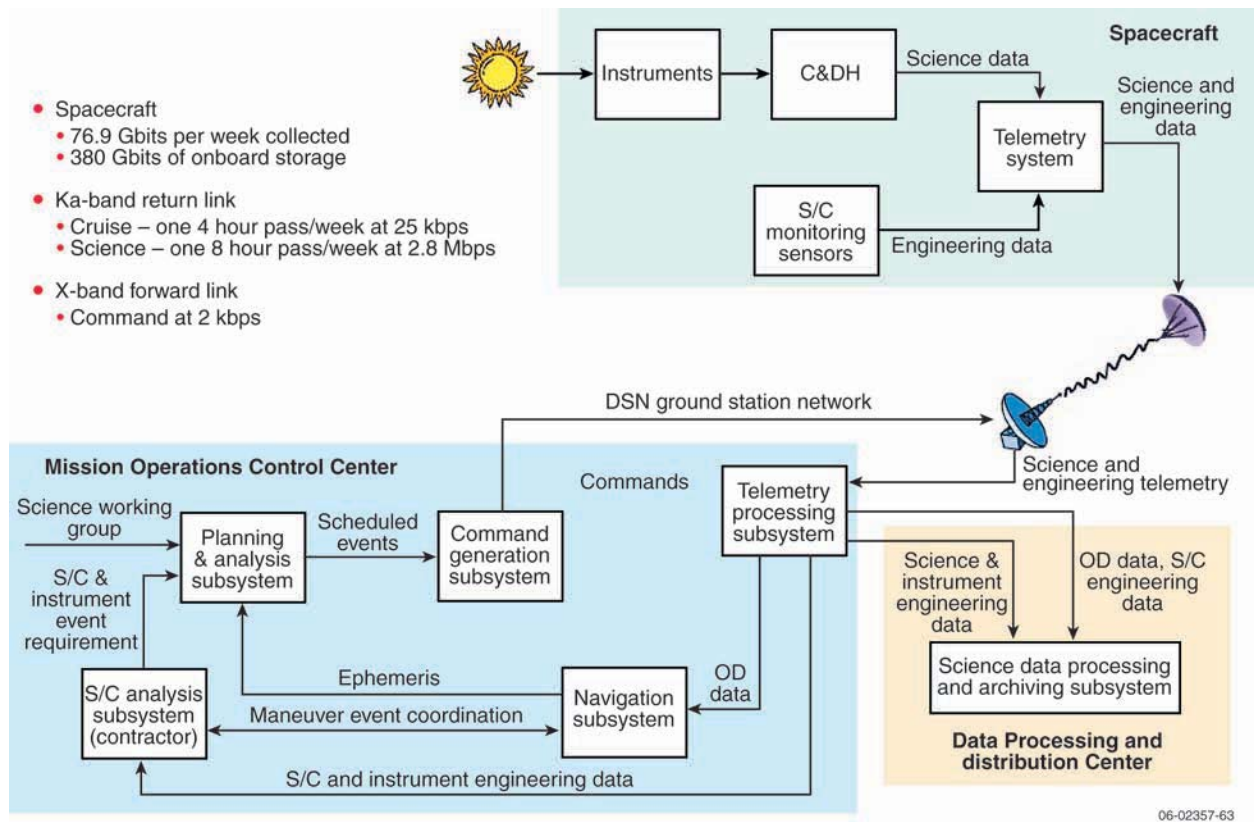 Spacecraft
Instruments
C&DH
Science data
Science and
engineering
data
Telemetry
system
S/C
monitoring
sensors
Engineering data
• Spacecraft
• 76.9 Gbits per week collected
• 380 Gbits of onboard storage
• Ka-band return link
• Cruise – one 4 hour pass/week at 25 kbps
• Science – one 8 hour pass/week at 2.8 Mbps
• X-band forward link
• Command at 2 kbps
DSN ground station network
Mission Operations Control Center
Commands
Science and
engineering telemetry
Science working
group
Planning
& analysis
subsystem
Scheduled
events
Command
generation
subsystem
Telemetry
processing
subsystem
S/C &
instrument
event
requirement
Science &
instrument
engineering
data
OD data, S/C
engineering
data
S/C analysis
subsystem
(contractor)
Ephemeris
Maneuver event coordination
Navigation
subsystem
OD
data
S/C and instrument engineering data
Science data processing
and archiving subsystem
Data Processing and
distribution Center
06-02357-63